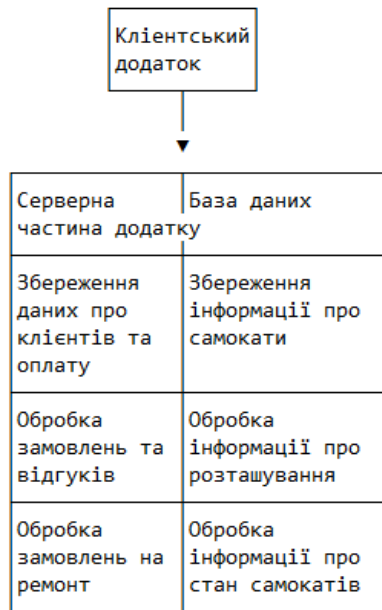 Кліентський
додаток
Серверна
частина додатку
База даних
Збереження
даних про
клієнтів та
оплату
Збереження
інформації про
самокати
Обробка
замовлень та
відгуків
Обробка
інформації про
розташування
Обробка
замовлень на
ремонт
Обробка
інформації про
стан самокатів